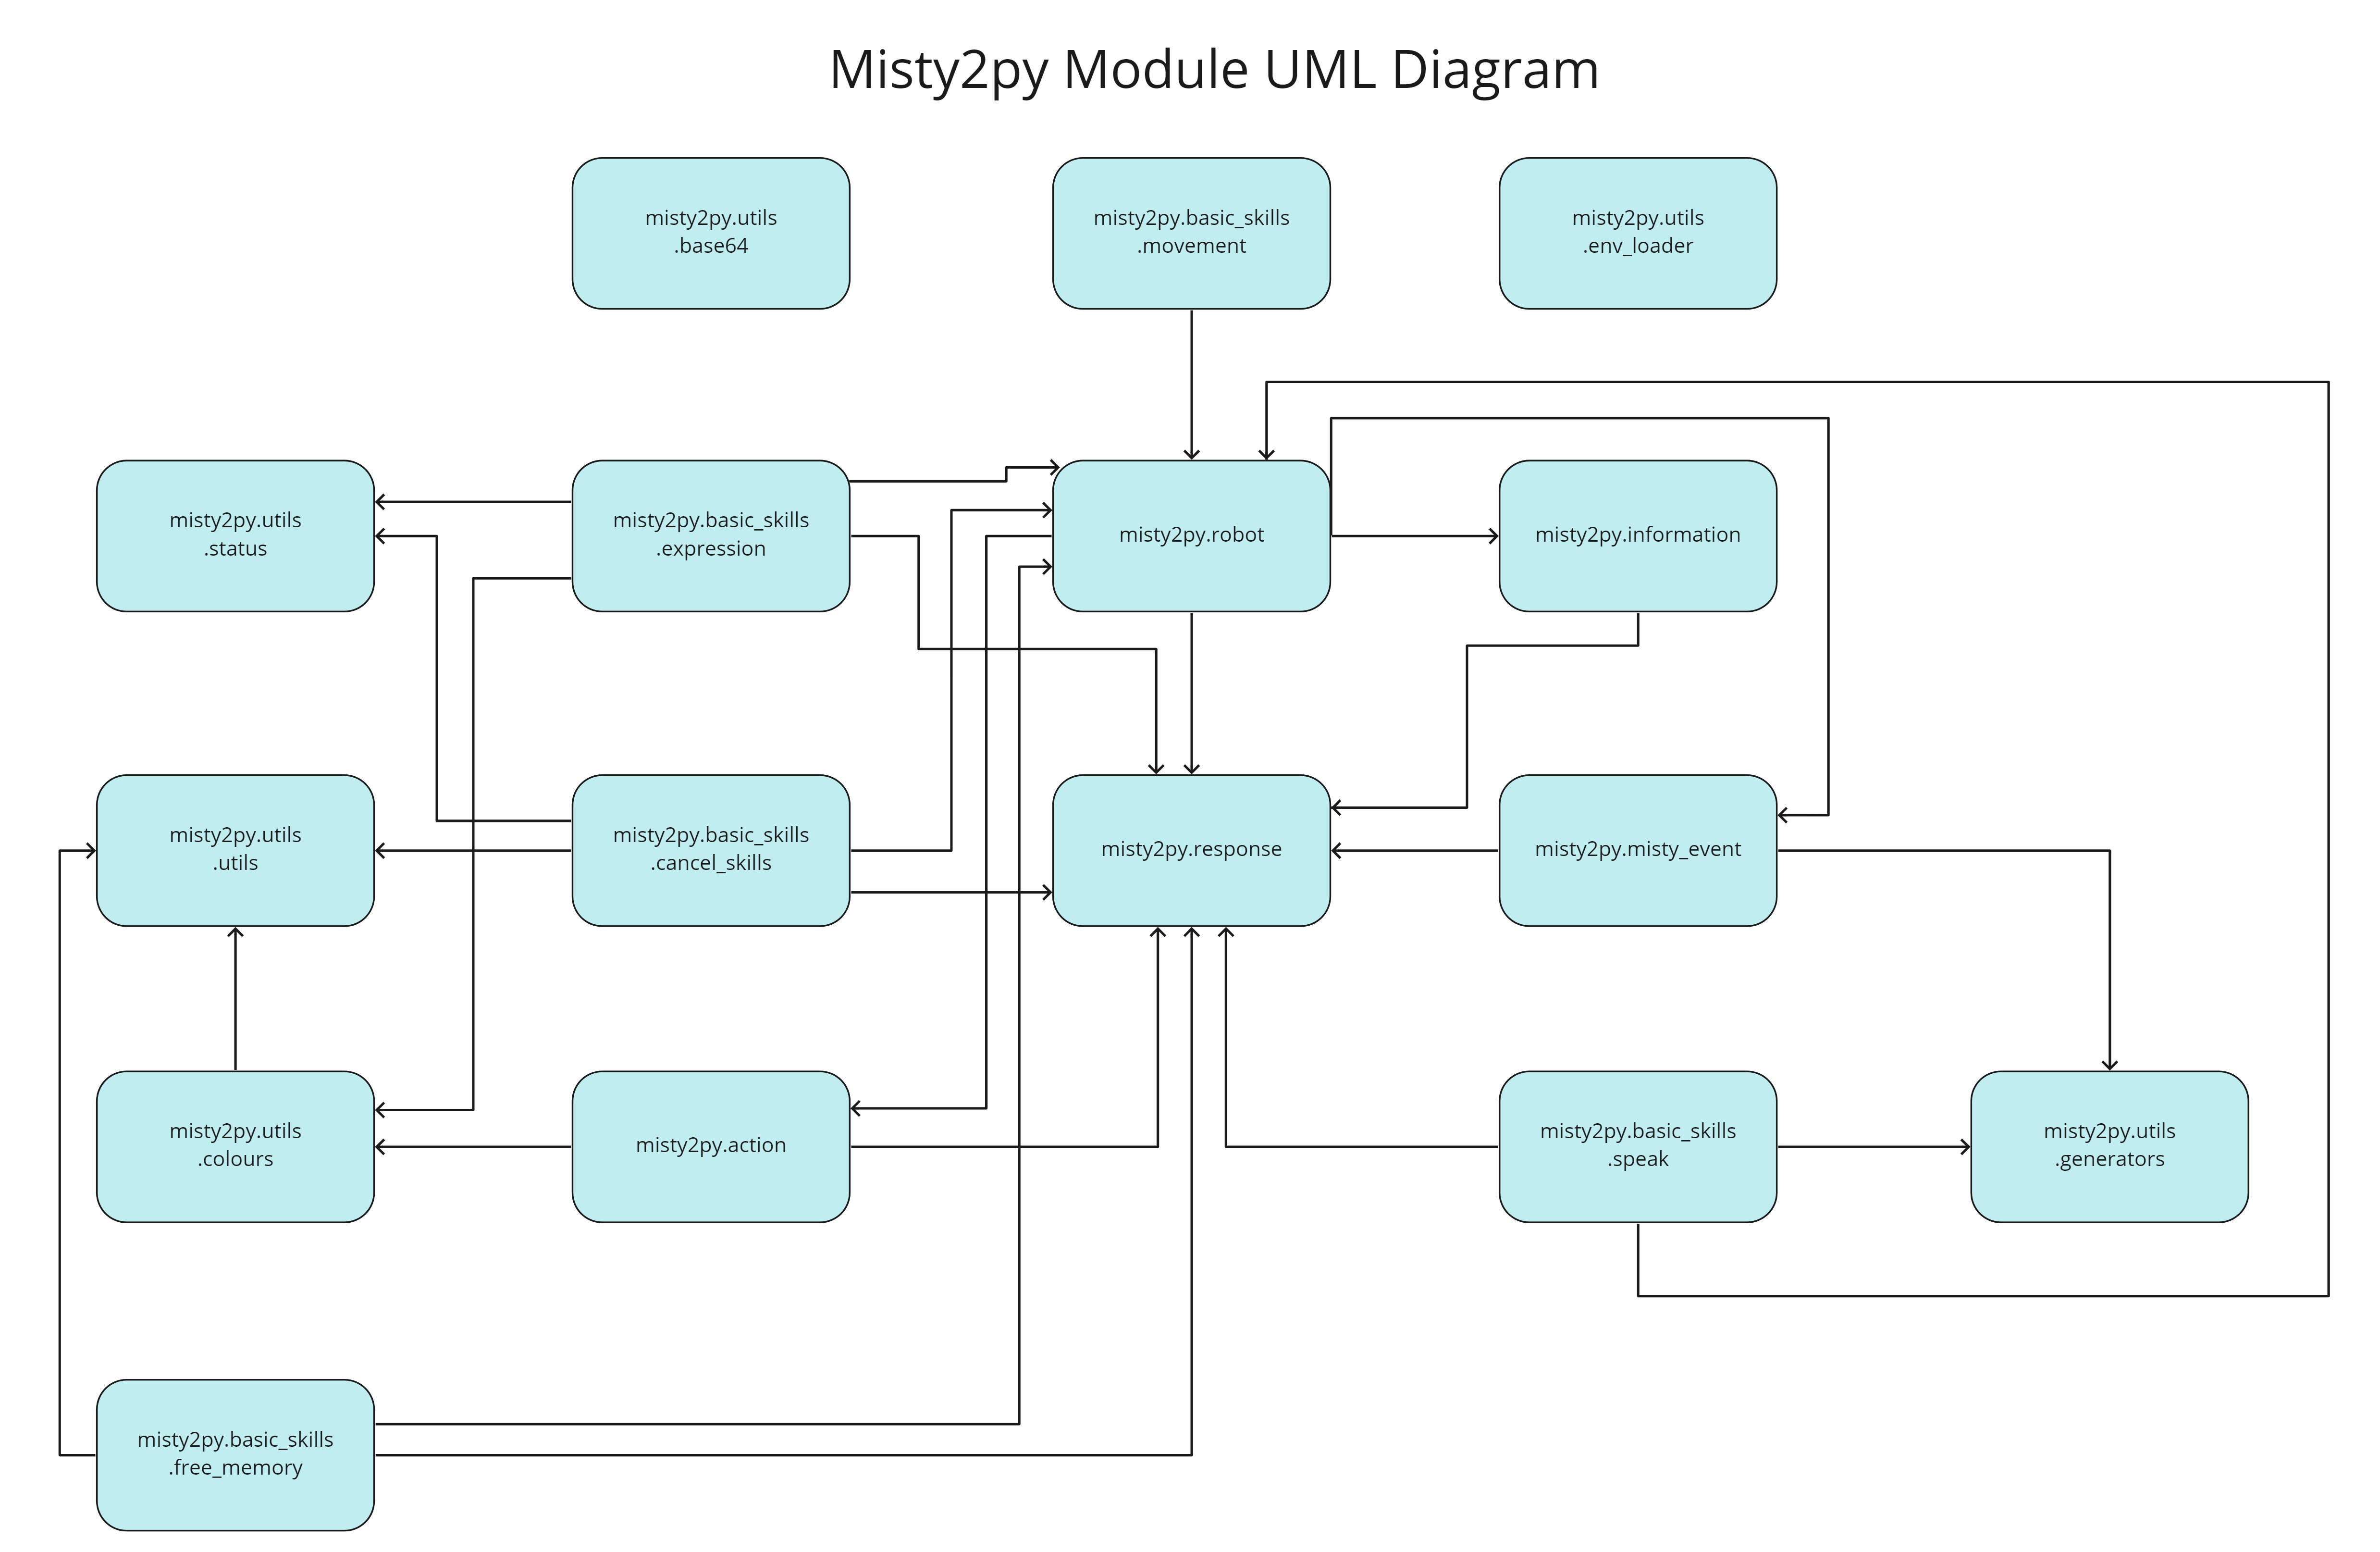 Misty2py Module UML Diagram
misty2py.utils
.base64
misty2py.basic_skills
.movement
misty2py.utils
.env_loader
misty2py.utils
.status
misty2py.basic_skills
.expression
misty2py.robot
misty2py.information
misty2py.utils
.utils
misty2py.basic_skills
.cancel_skills
misty2py.response
misty2py.misty_event
misty2py.utils
.colours
misty2py.action
misty2py.basic_skills
.speak
misty2py.utils
.generators
misty2py.basic_skills
.free_memory